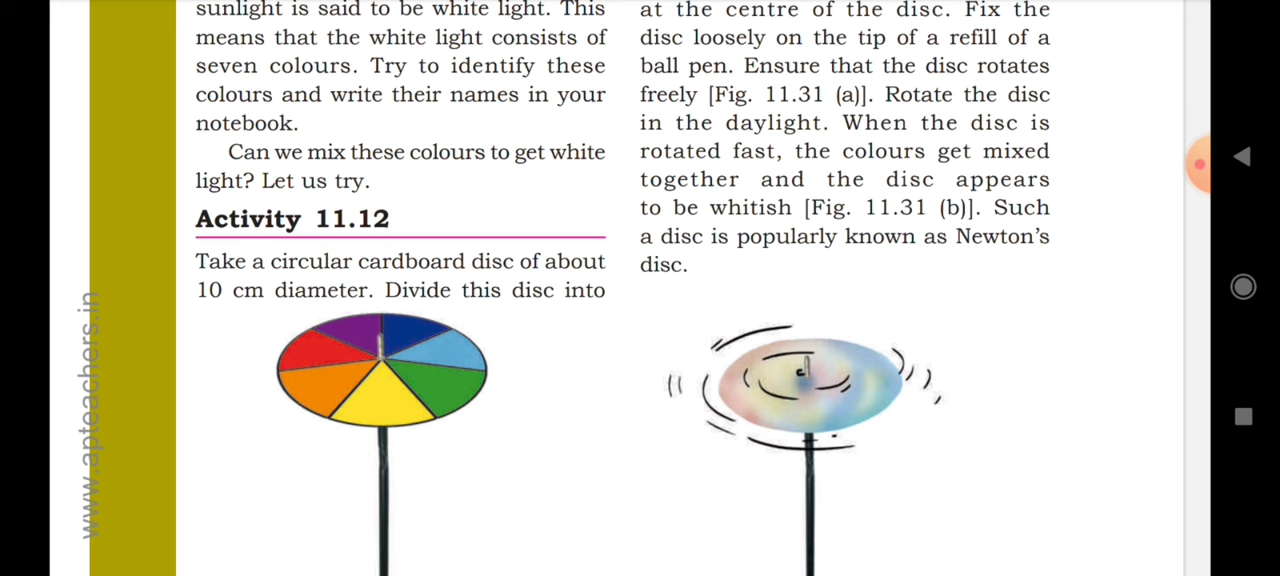 sunlight is said to be white light. This
means that the white light consists of
seven colours. Try to identify these
colours and write their names in your
notebook.
Can we mix these colours to get white
light? Let us try.
Activity 11.12
Take a circular cardboard disc of about
10 cm diameter. Divide this disc into
at the centre of the disc. Fix the
disc loosely on the tip of a refill of a
ball pen. Ensure that the disc rotates
freely [Fig. 11.31 (a)]. Rotate the disc
in the daylight. When the disc is
rotated fast, the colours get mixed
together and the disc appears
to be whitish [Fig. 11.31 (b)]. Such
a disc is popularly known as Newton's
disc.
www.apteachers.in